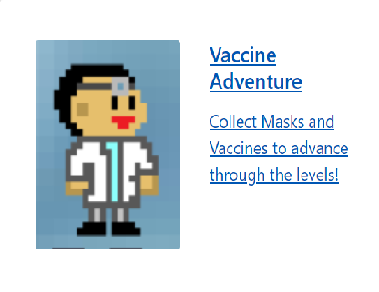 Vaccine
Adventure
Collect Masks and
Vaccines to advance
through the levels!